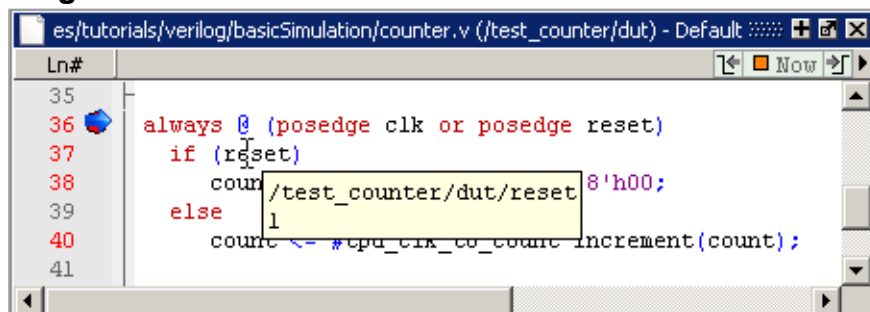 es/tutorials/verilog/basicSimulation/counter.v (/test_counter/dut) - Default
Ln# Now
35
36 always @ (posedge clk or posedge reset)
37 if (reset)
38 coun 8'h00;
/test_counter/dut/reset
1
39 else
40 count <= #tpd_clk_to_count increment(count);
41